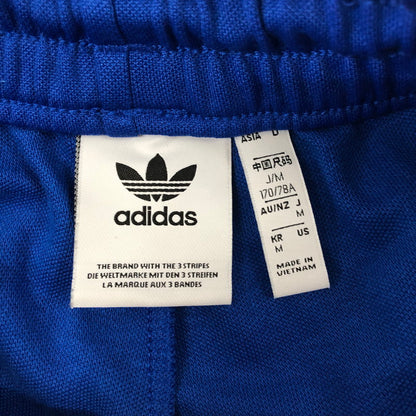 adidas
THE BRAND WITH THE 3 STRIPES
DIE WELTMARKE MIT DEN 3 STREIFEN
LA MARQUE AUX 3 BANDES
ASIA D
中国尺码
J/M
170/78A
AU/NZ J
M
KR US
M
MADE IN
VIETNAM